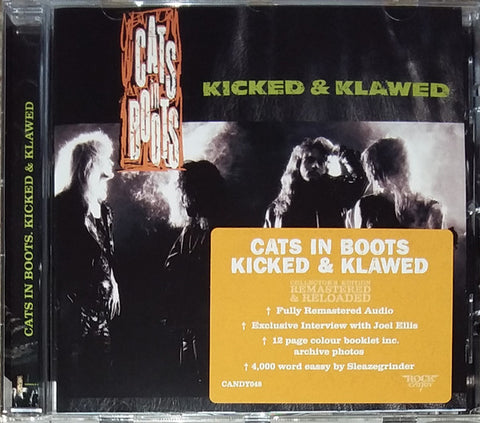 CATS IN BOOTS. KICKED & KLAWED
CATS
IN
BOOTS
KICKED & KLAWED
CATS IN BOOTS
KICKED & KLAWED
COLLECTOR'S EDITION
REMASTERED
& RELOADED
† Fully Remastered Audio
† Exclusive Interview with Joel Ellis
† 12 page colour booklet inc.
archive photos
† 4,000 word eassy by Sleazegrinder
CANDY048
ROCK
CANDY